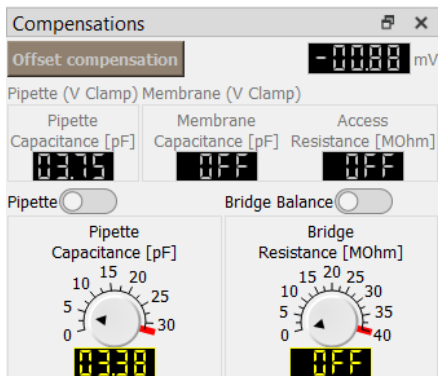 Compensations
Offset compensation -00.88 mV
Pipette (V Clamp) Membrane (V Clamp)
Pipette Capacitance [pF] Membrane Capacitance [pF] Access Resistance [MOhm]
03.75 OFF OFF
Pipette Bridge Balance
Pipette Capacitance [pF] Bridge Resistance [MOhm]
0 5 10 15 20 25 30
0 5 10 15 20 25 30 35 40
03.38 OFF